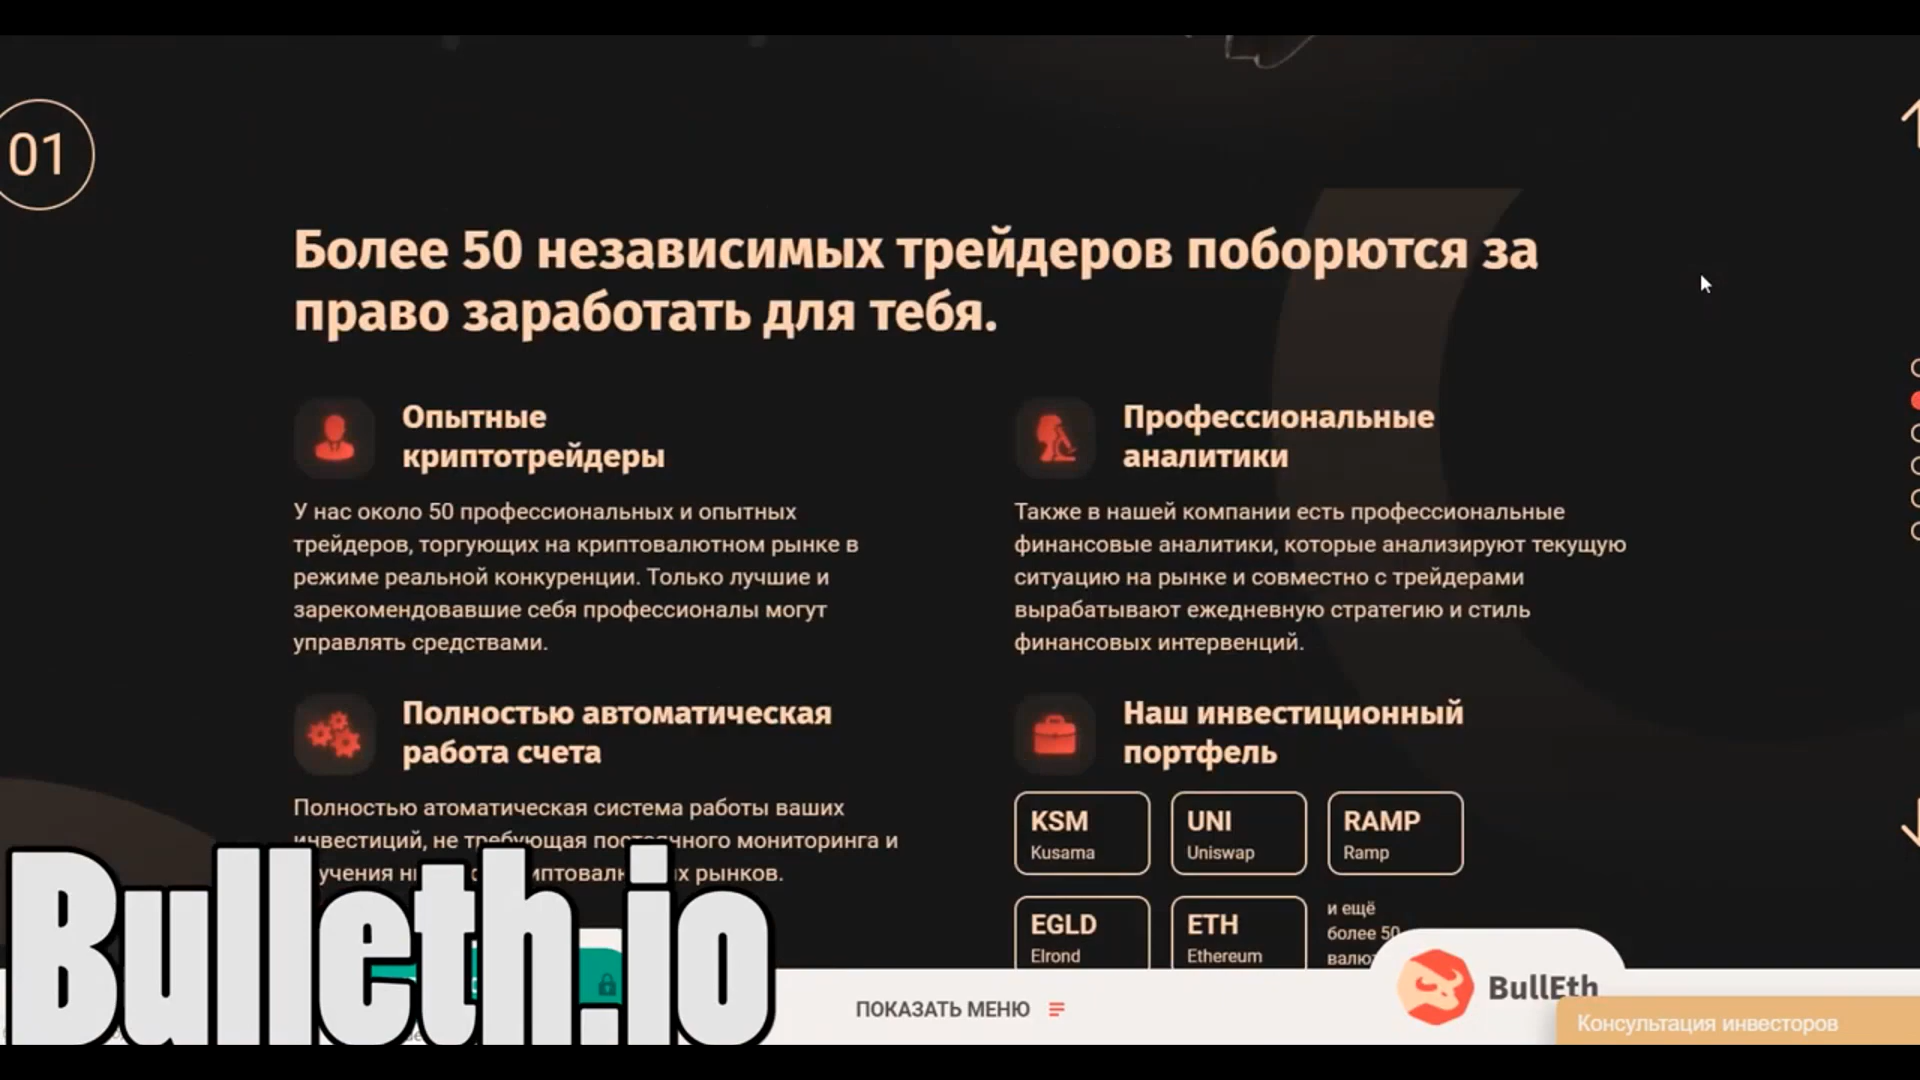 01
Более 50 независимых трейдеров поборются за
право заработать для тебя.
Опытные
криптотрейдеры
У нас около 50 профессиональных и опытных
трейдеров, торгующих на криптовалютном рынке в
режиме реальной конкуренции. Только лучшие и
зарекомендовавшие себя профессионалы могут
управлять средствами.
Профессиональные
аналитики
Также в нашей компании есть профессиональные
финансовые аналитики, которые анализируют текущую
ситуацию на рынке и совместно с трейдерами
вырабатывают ежедневную стратегию и стиль
финансовых интервенций.
Полностью автоматическая
работа счета
Полностью атоматическая система работы ваших
инвестиций, не требующая постоянного мониторинга и
рынков.
Наш инвестиционный
портфель
KSM
Kusama
UNI
Uniswap
RAMP
Ramp
EGLD
Elrond
ETH
Ethereum
и ещё
более 50
валют
Bulleth.io
ПОКАЗАТЬ МЕНЮ
BullEth
Консультация инвесторов